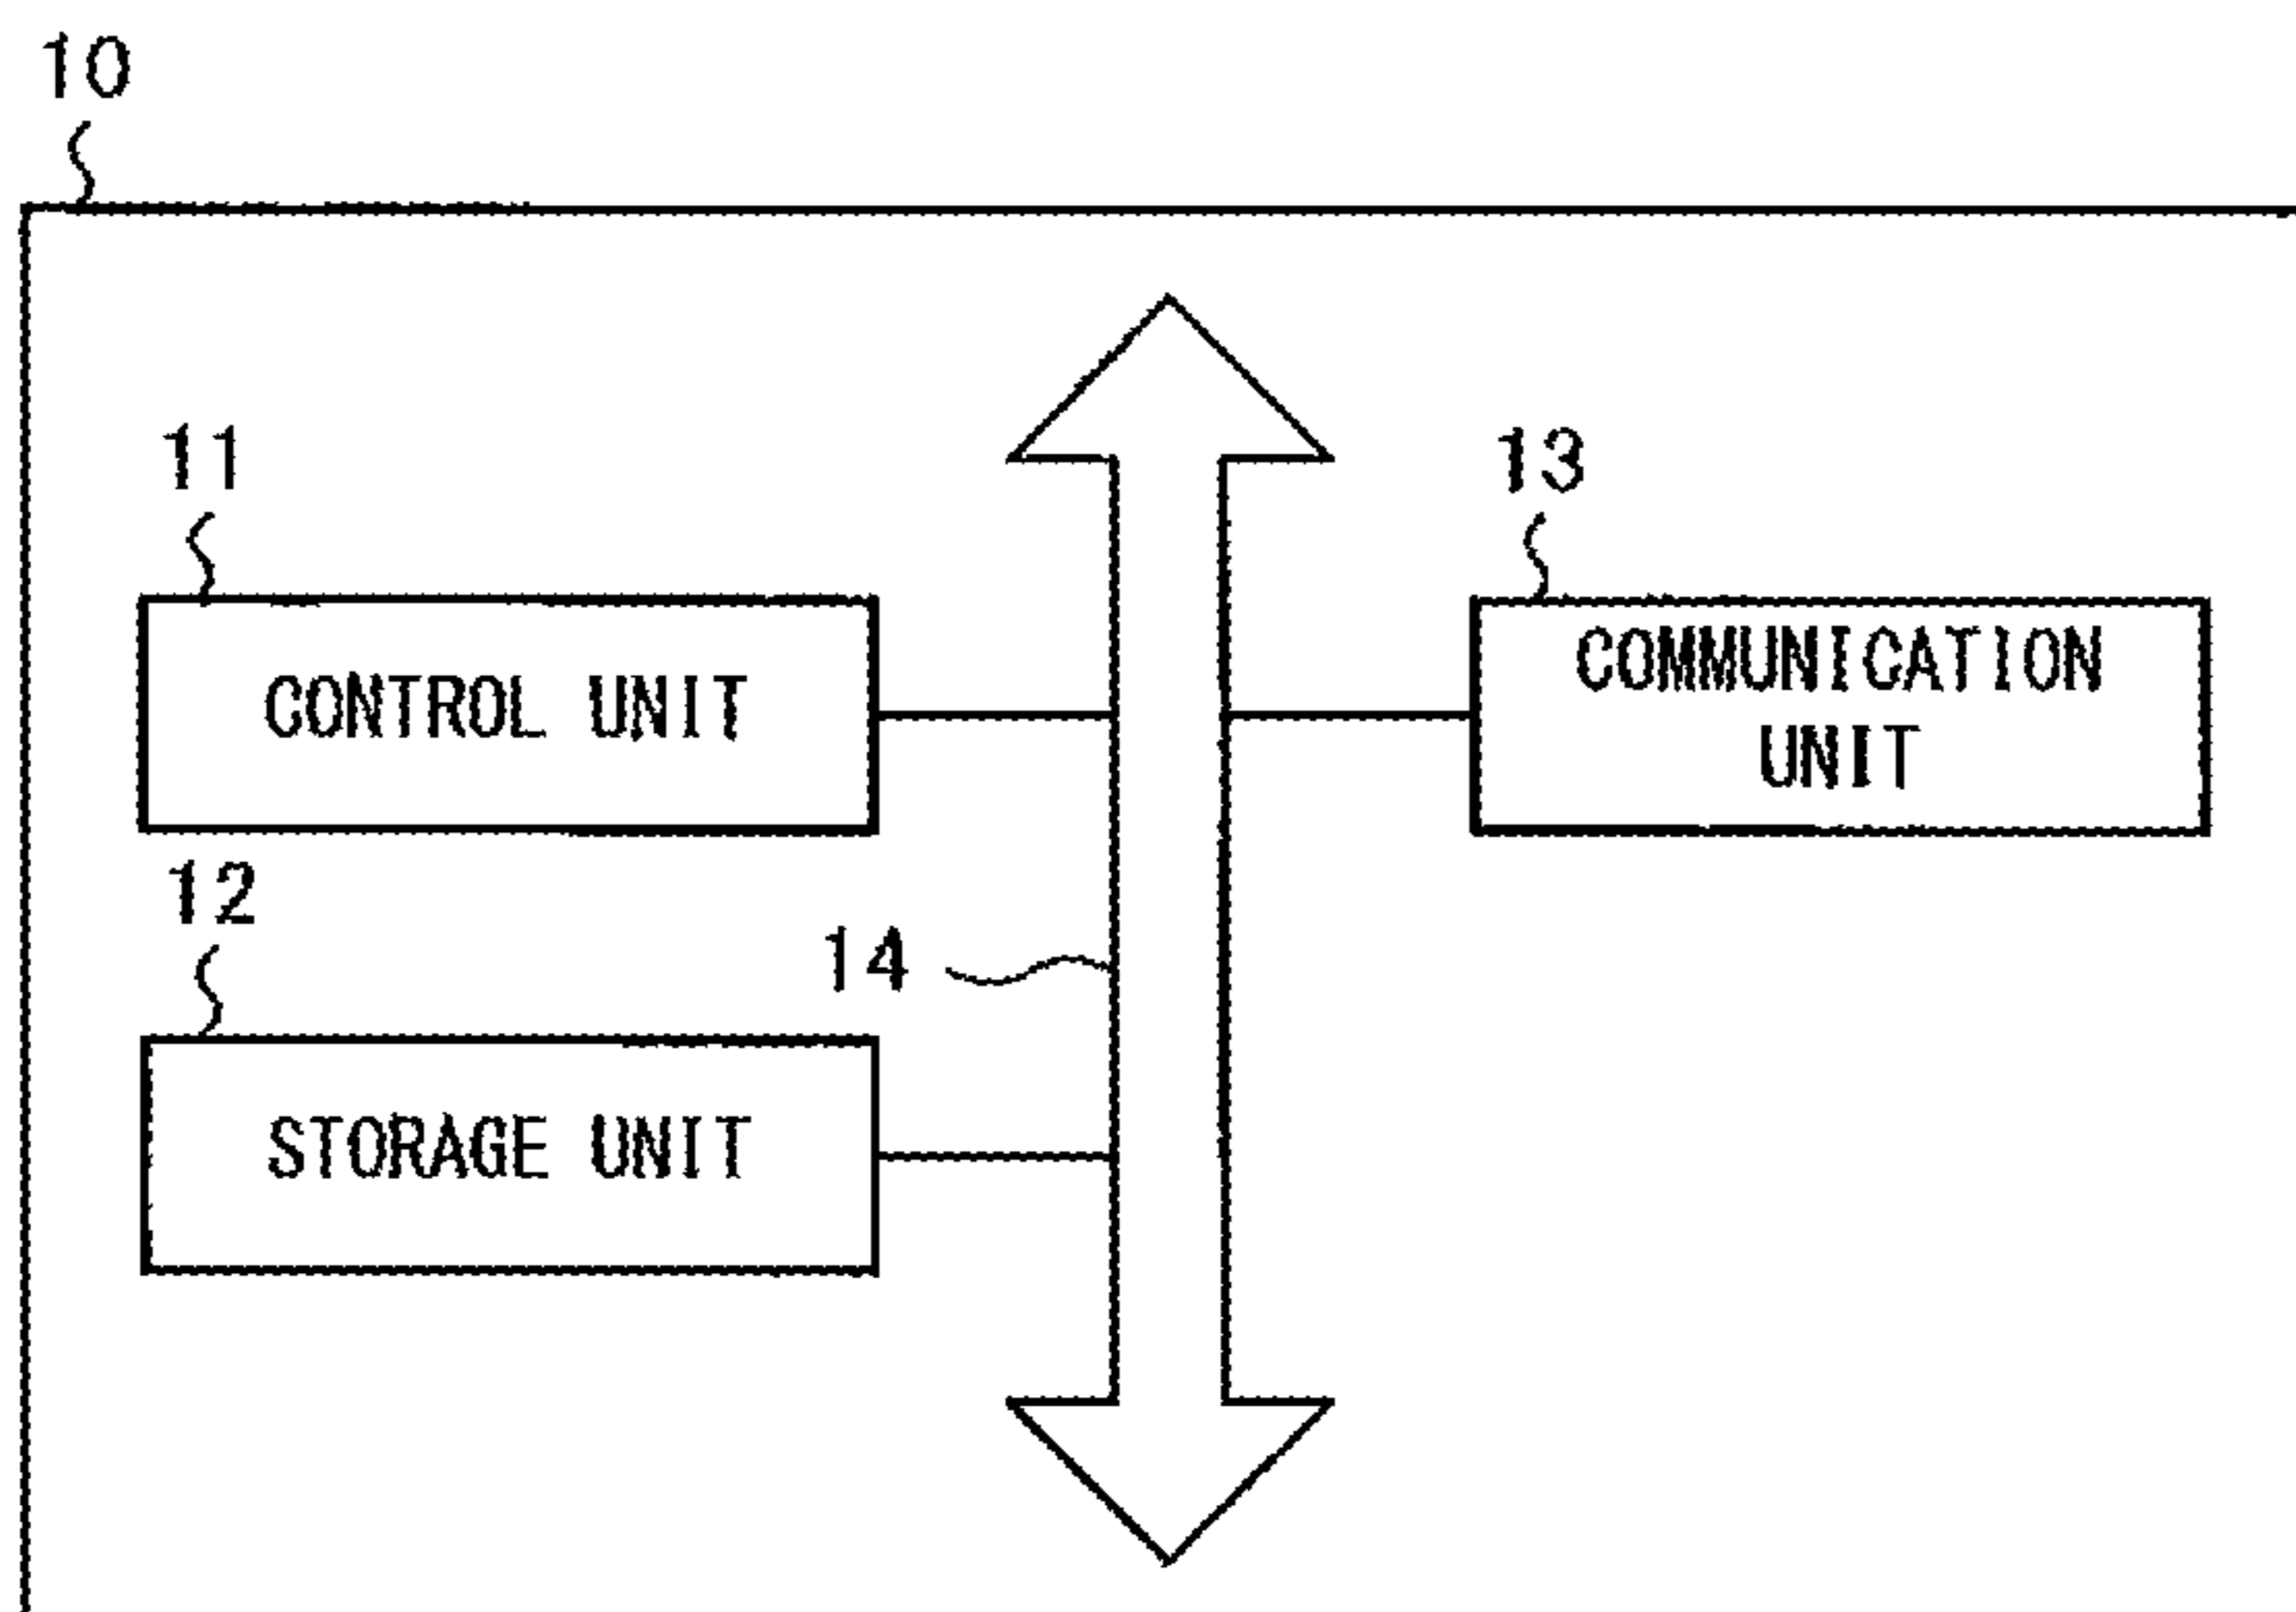 10
11
13
CONTROL UNIT
COMMUNICATION
UNIT
12
14
STORAGE UNIT